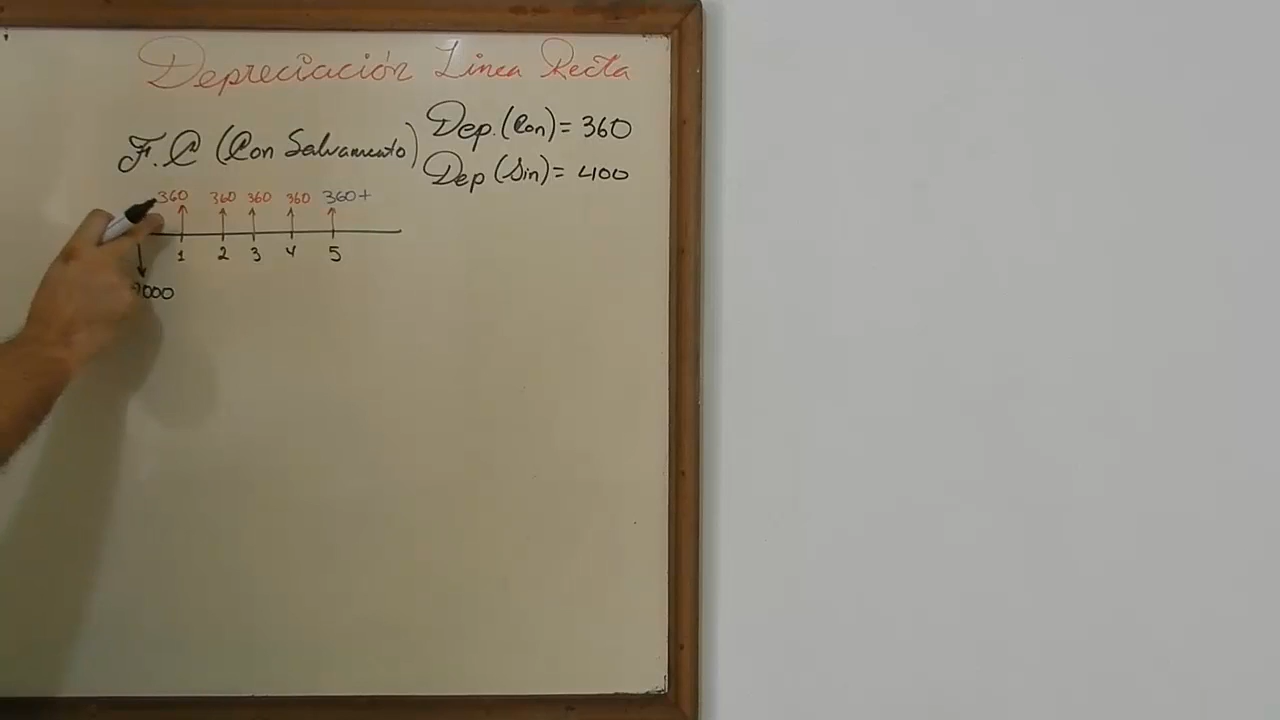 Depreciación Linea Recta
Dep. (Con) = 360
F.C (Con Salvamento)
Dep (Sin) = 400
360 360 360 360 360+
1 2 3 4 5